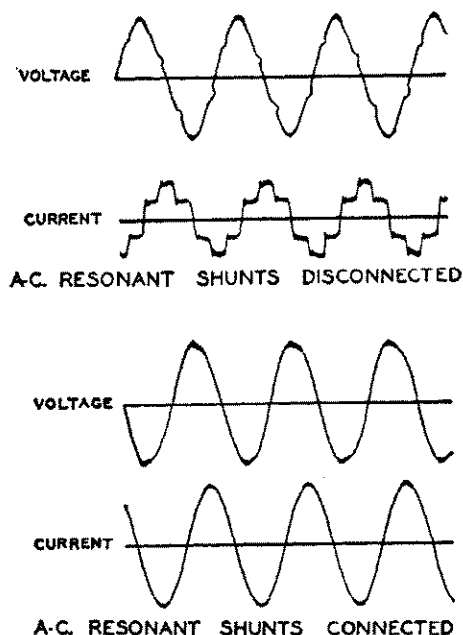 VOLTAGE
CURRENT
A-C. RESONANT SHUNTS DISCONNECTED
VOLTAGE
CURRENT
A-C. RESONANT SHUNTS CONNECTED